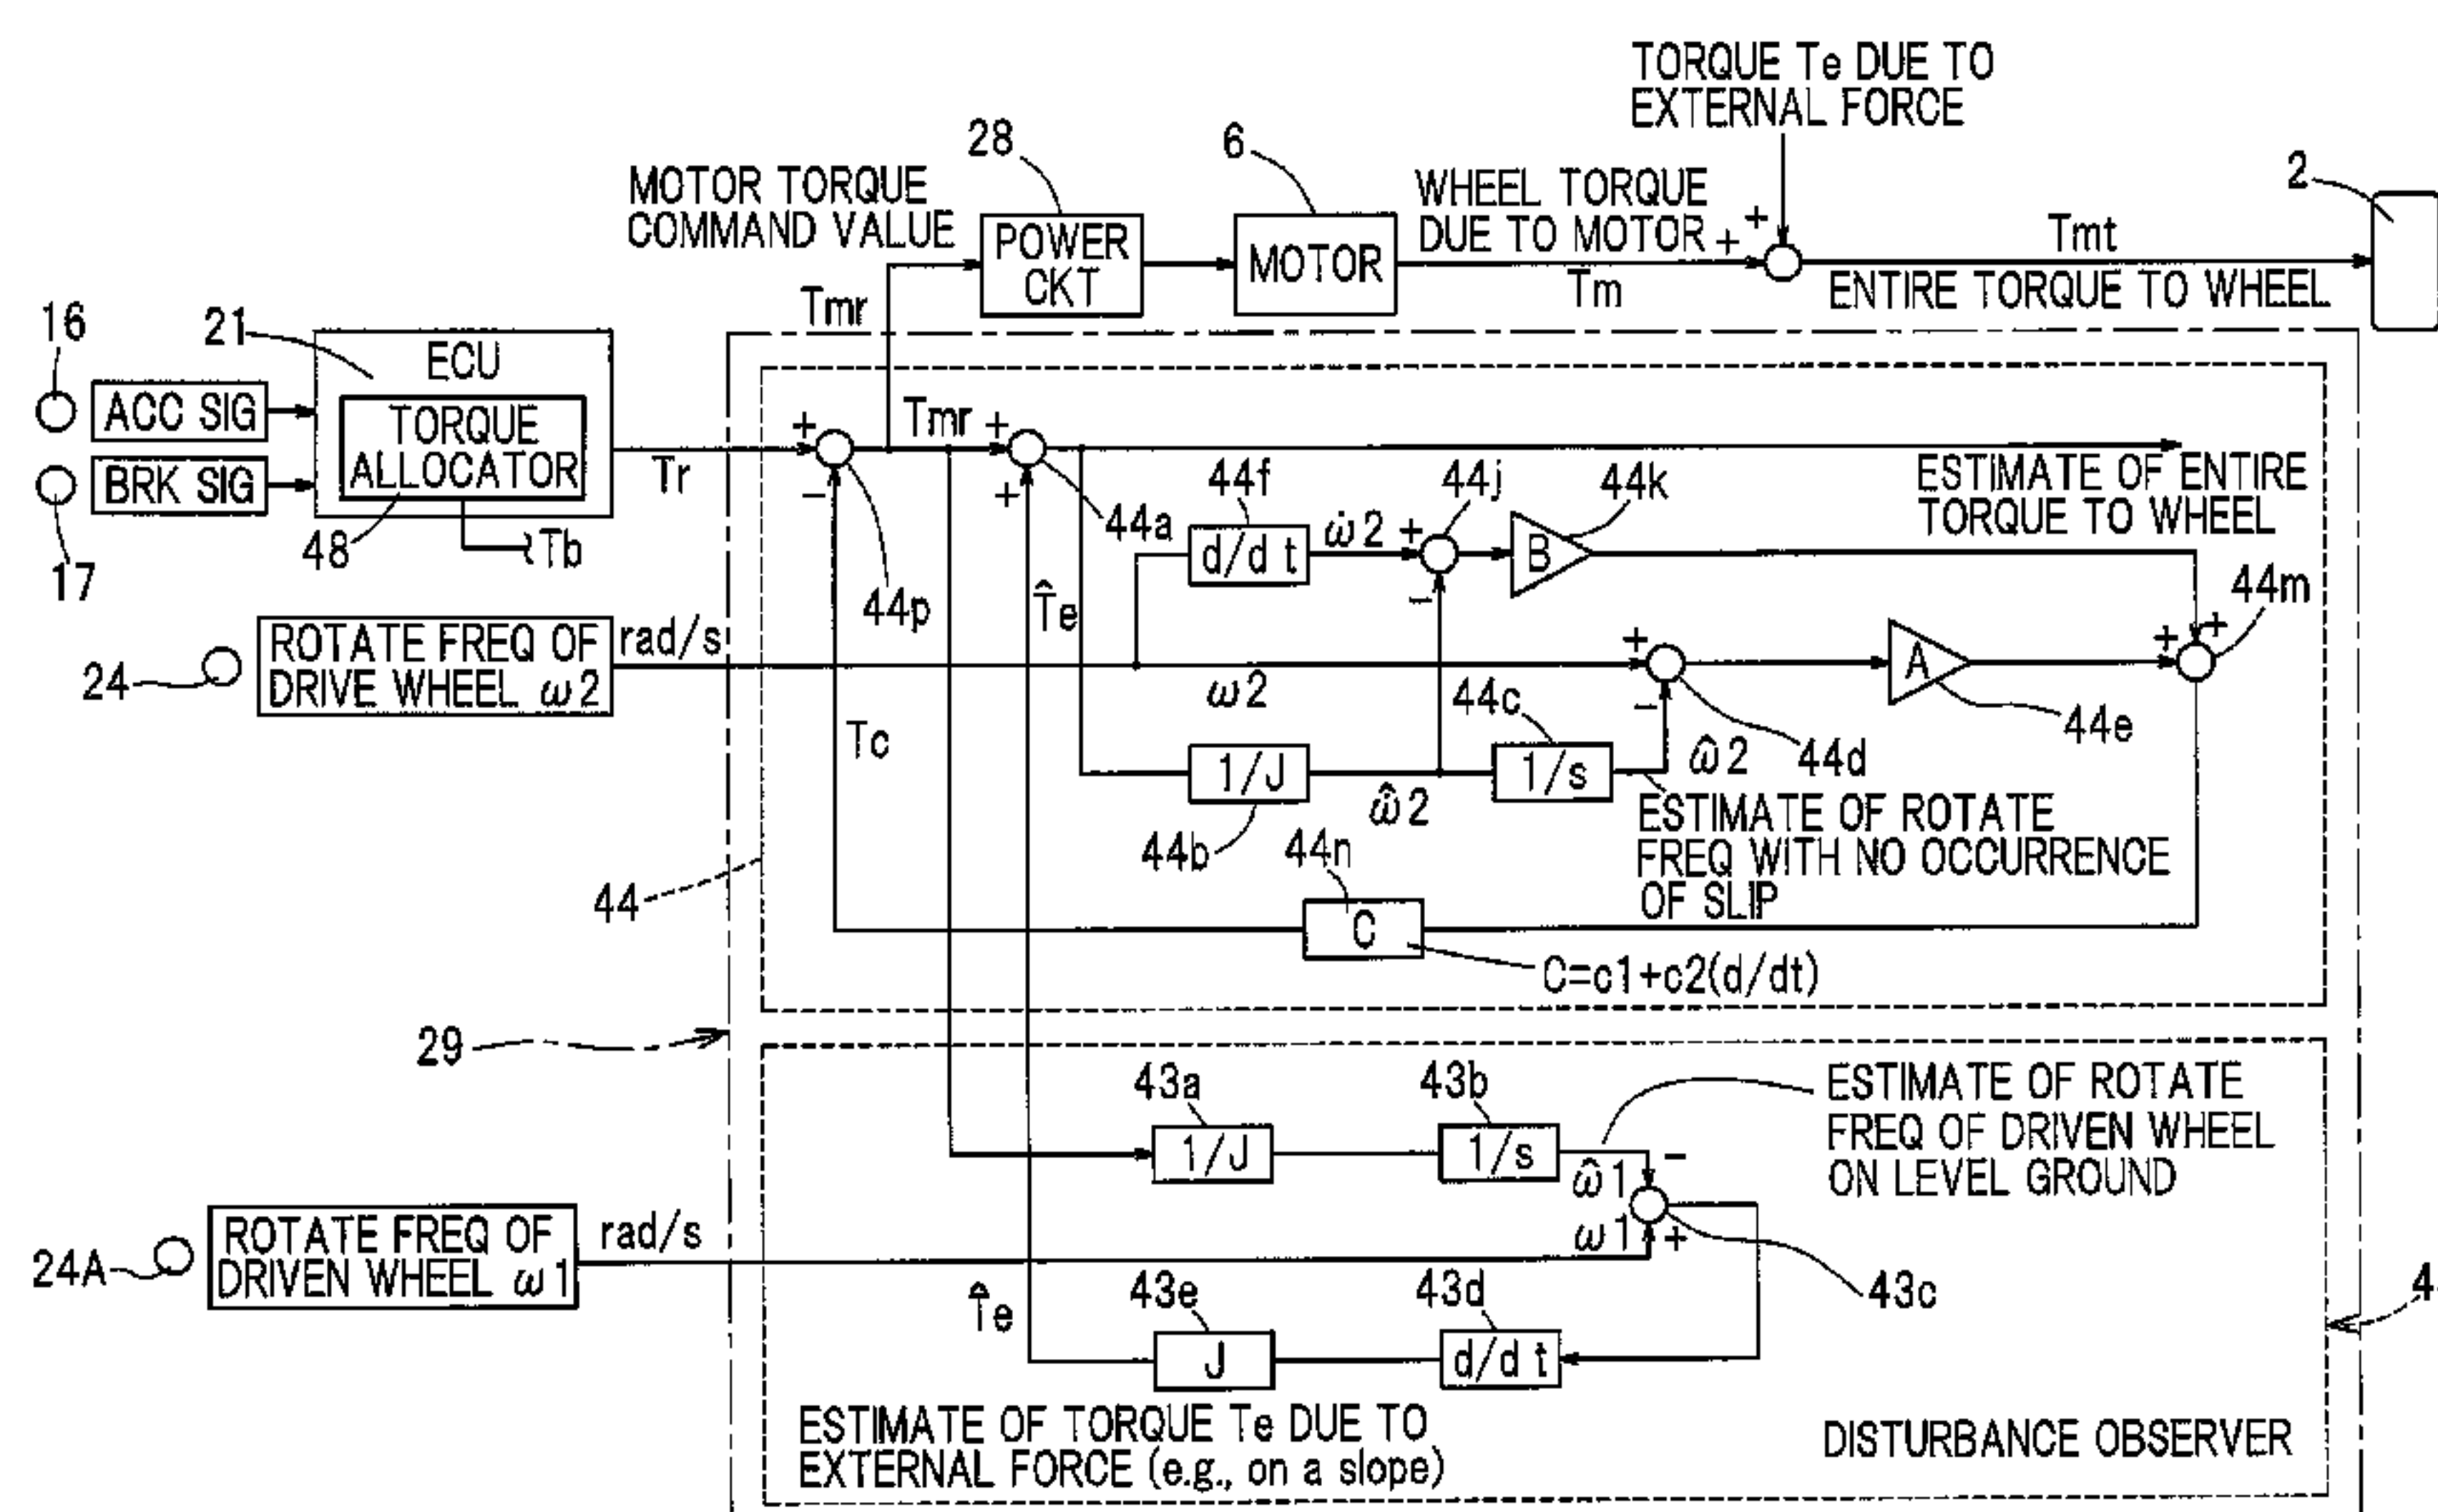 TORQUE Te DUE TO
EXTERNAL FORCE
28
6
2
MOTOR TORQUE
COMMAND VALUE
POWER
CKT
MOTOR
WHEEL TORQUE
DUE TO MOTOR
+
+
Tm
Tmt
ENTIRE TORQUE TO WHEEL
Tmr
16
21
ECU
ACC SIG
TORQUE
ALLOCATOR
BRK SIG
17
48
Tb
Tr
+
−
Tmr
+
+
44p
44a
ESTIMATE OF ENTIRE
TORQUE TO WHEEL
44f
d/dt
ω̇2
+
−
44j
44k
B
T̂e
24
ROTATE FREQ OF
DRIVE WHEEL ω2
rad/s
ω2
+
−
44d
A
44e
+
+
44m
Tc
1/J
44b
ω̇̂2
44c
1/s
ω̂2
ESTIMATE OF ROTATE
FREQ WITH NO OCCURRENCE
OF SLIP
44
44n
C
C=c1+c2(d/dt)
29
43a
1/J
43b
1/s
ω̂1
−
ESTIMATE OF ROTATE
FREQ OF DRIVEN WHEEL
ON LEVEL GROUND
24A
ROTATE FREQ OF
DRIVEN WHEEL ω1
rad/s
ω1
+
43c
T̂e
43e
J
43d
d/dt
ESTIMATE OF TORQUE Te DUE TO
EXTERNAL FORCE (e.g., on a slope)
DISTURBANCE OBSERVER